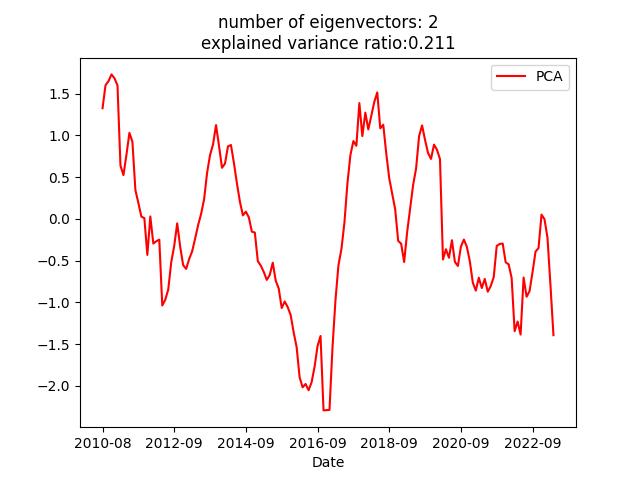 number of eigenvectors: 2
explained variance ratio:0.211
PCA
1.5
1.0
0.5
0.0
−0.5
−1.0
−1.5
−2.0
2010-08 2012-09 2014-09 2016-09 2018-09 2020-09 2022-09
Date